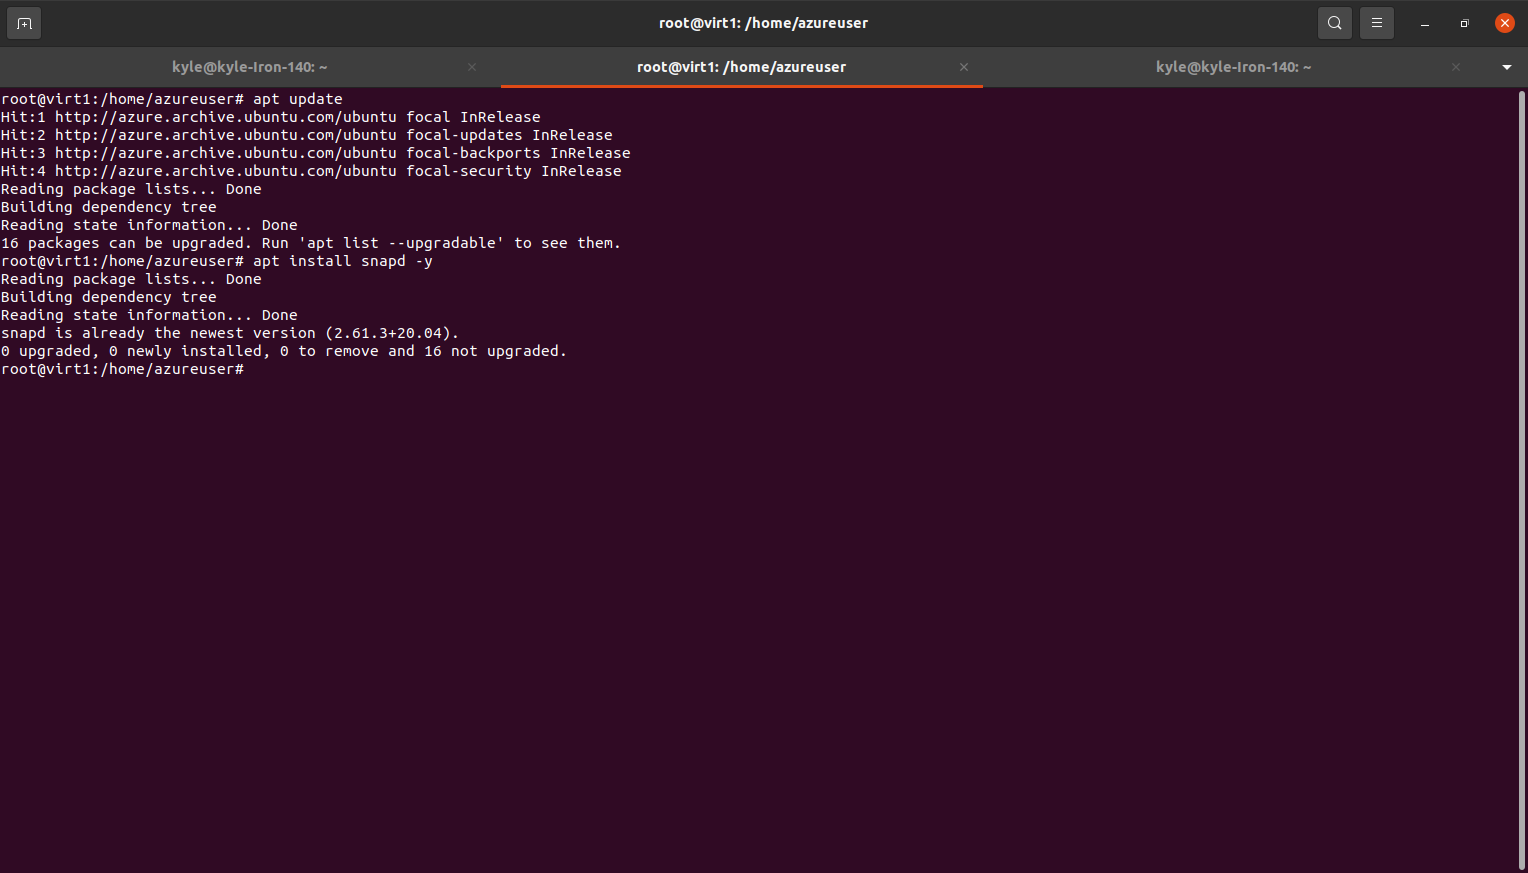 root@virt1: /home/azureuser
kyle@kyle-Iron-140: ~
root@virt1: /home/azureuser
kyle@kyle-Iron-140: ~
root@virt1:/home/azureuser# apt update
Hit:1 http://azure.archive.ubuntu.com/ubuntu focal InRelease
Hit:2 http://azure.archive.ubuntu.com/ubuntu focal-updates InRelease
Hit:3 http://azure.archive.ubuntu.com/ubuntu focal-backports InRelease
Hit:4 http://azure.archive.ubuntu.com/ubuntu focal-security InRelease
Reading package lists... Done
Building dependency tree
Reading state information... Done
16 packages can be upgraded. Run 'apt list --upgradable' to see them.
root@virt1:/home/azureuser# apt install snapd -y
Reading package lists... Done
Building dependency tree
Reading state information... Done
snapd is already the newest version (2.61.3+20.04).
0 upgraded, 0 newly installed, 0 to remove and 16 not upgraded.
root@virt1:/home/azureuser#